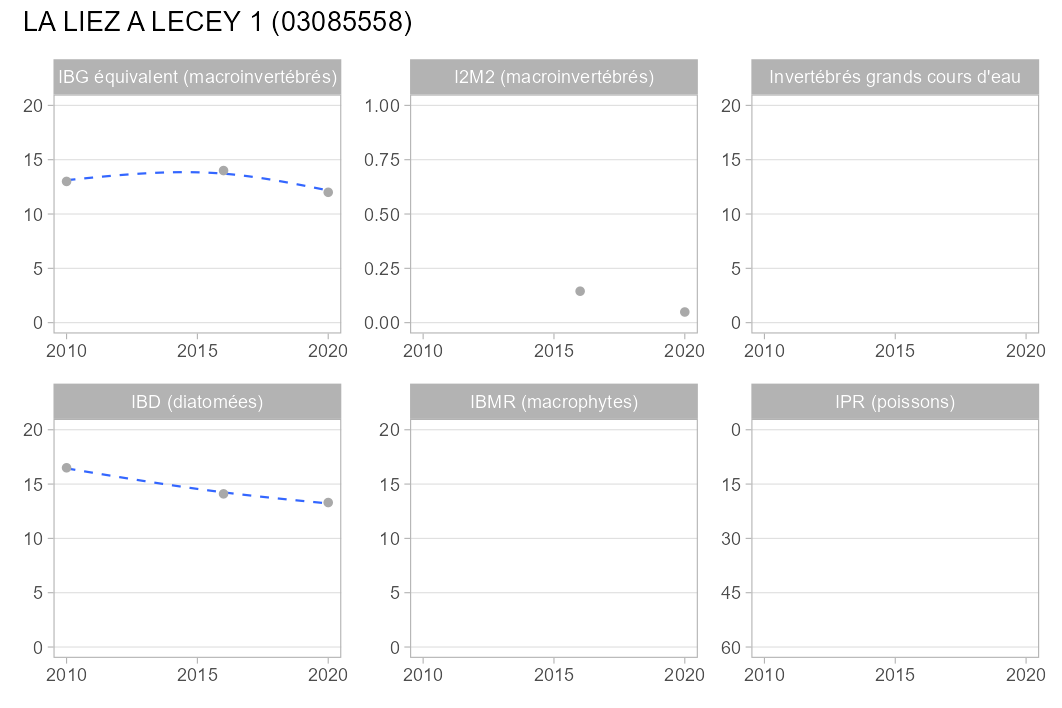 LA LIEZ A LECEY 1 (03085558)
IBG équivalent (macroinvertébrés)
I2M2 (macroinvertébrés)
Invertébrés grands cours d'eau
20
15
10
5
0
1.00
0.75
0.50
0.25
0.00
20
15
10
5
0
2010 2015 2020
2010 2015 2020
2010 2015 2020
IBD (diatomées)
IBMR (macrophytes)
IPR (poissons)
20
15
10
5
0
20
15
10
5
0
0
15
30
45
60
2010 2015 2020
2010 2015 2020
2010 2015 2020